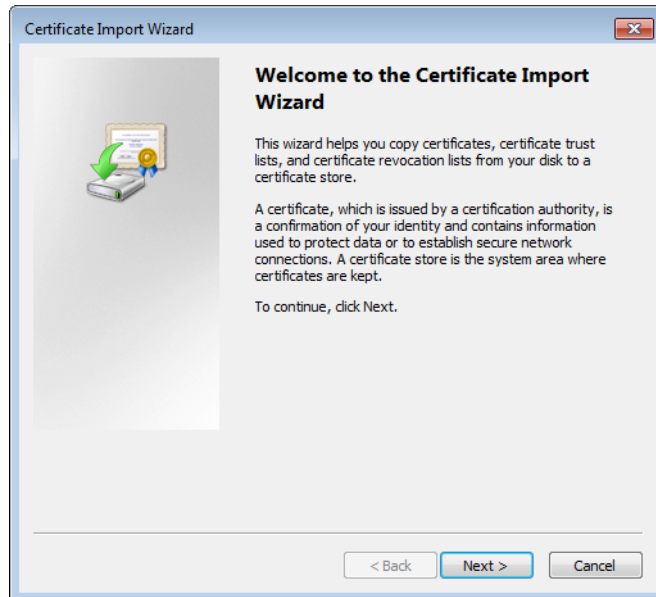 Certificate Import Wizard
Welcome to the Certificate Import
Wizard
This wizard helps you copy certificates, certificate trust
lists, and certificate revocation lists from your disk to a
certificate store.
A certificate, which is issued by a certification authority, is
a confirmation of your identity and contains information
used to protect data or to establish secure network
connections. A certificate store is the system area where
certificates are kept.
To continue, click Next.
< Back Next > Cancel